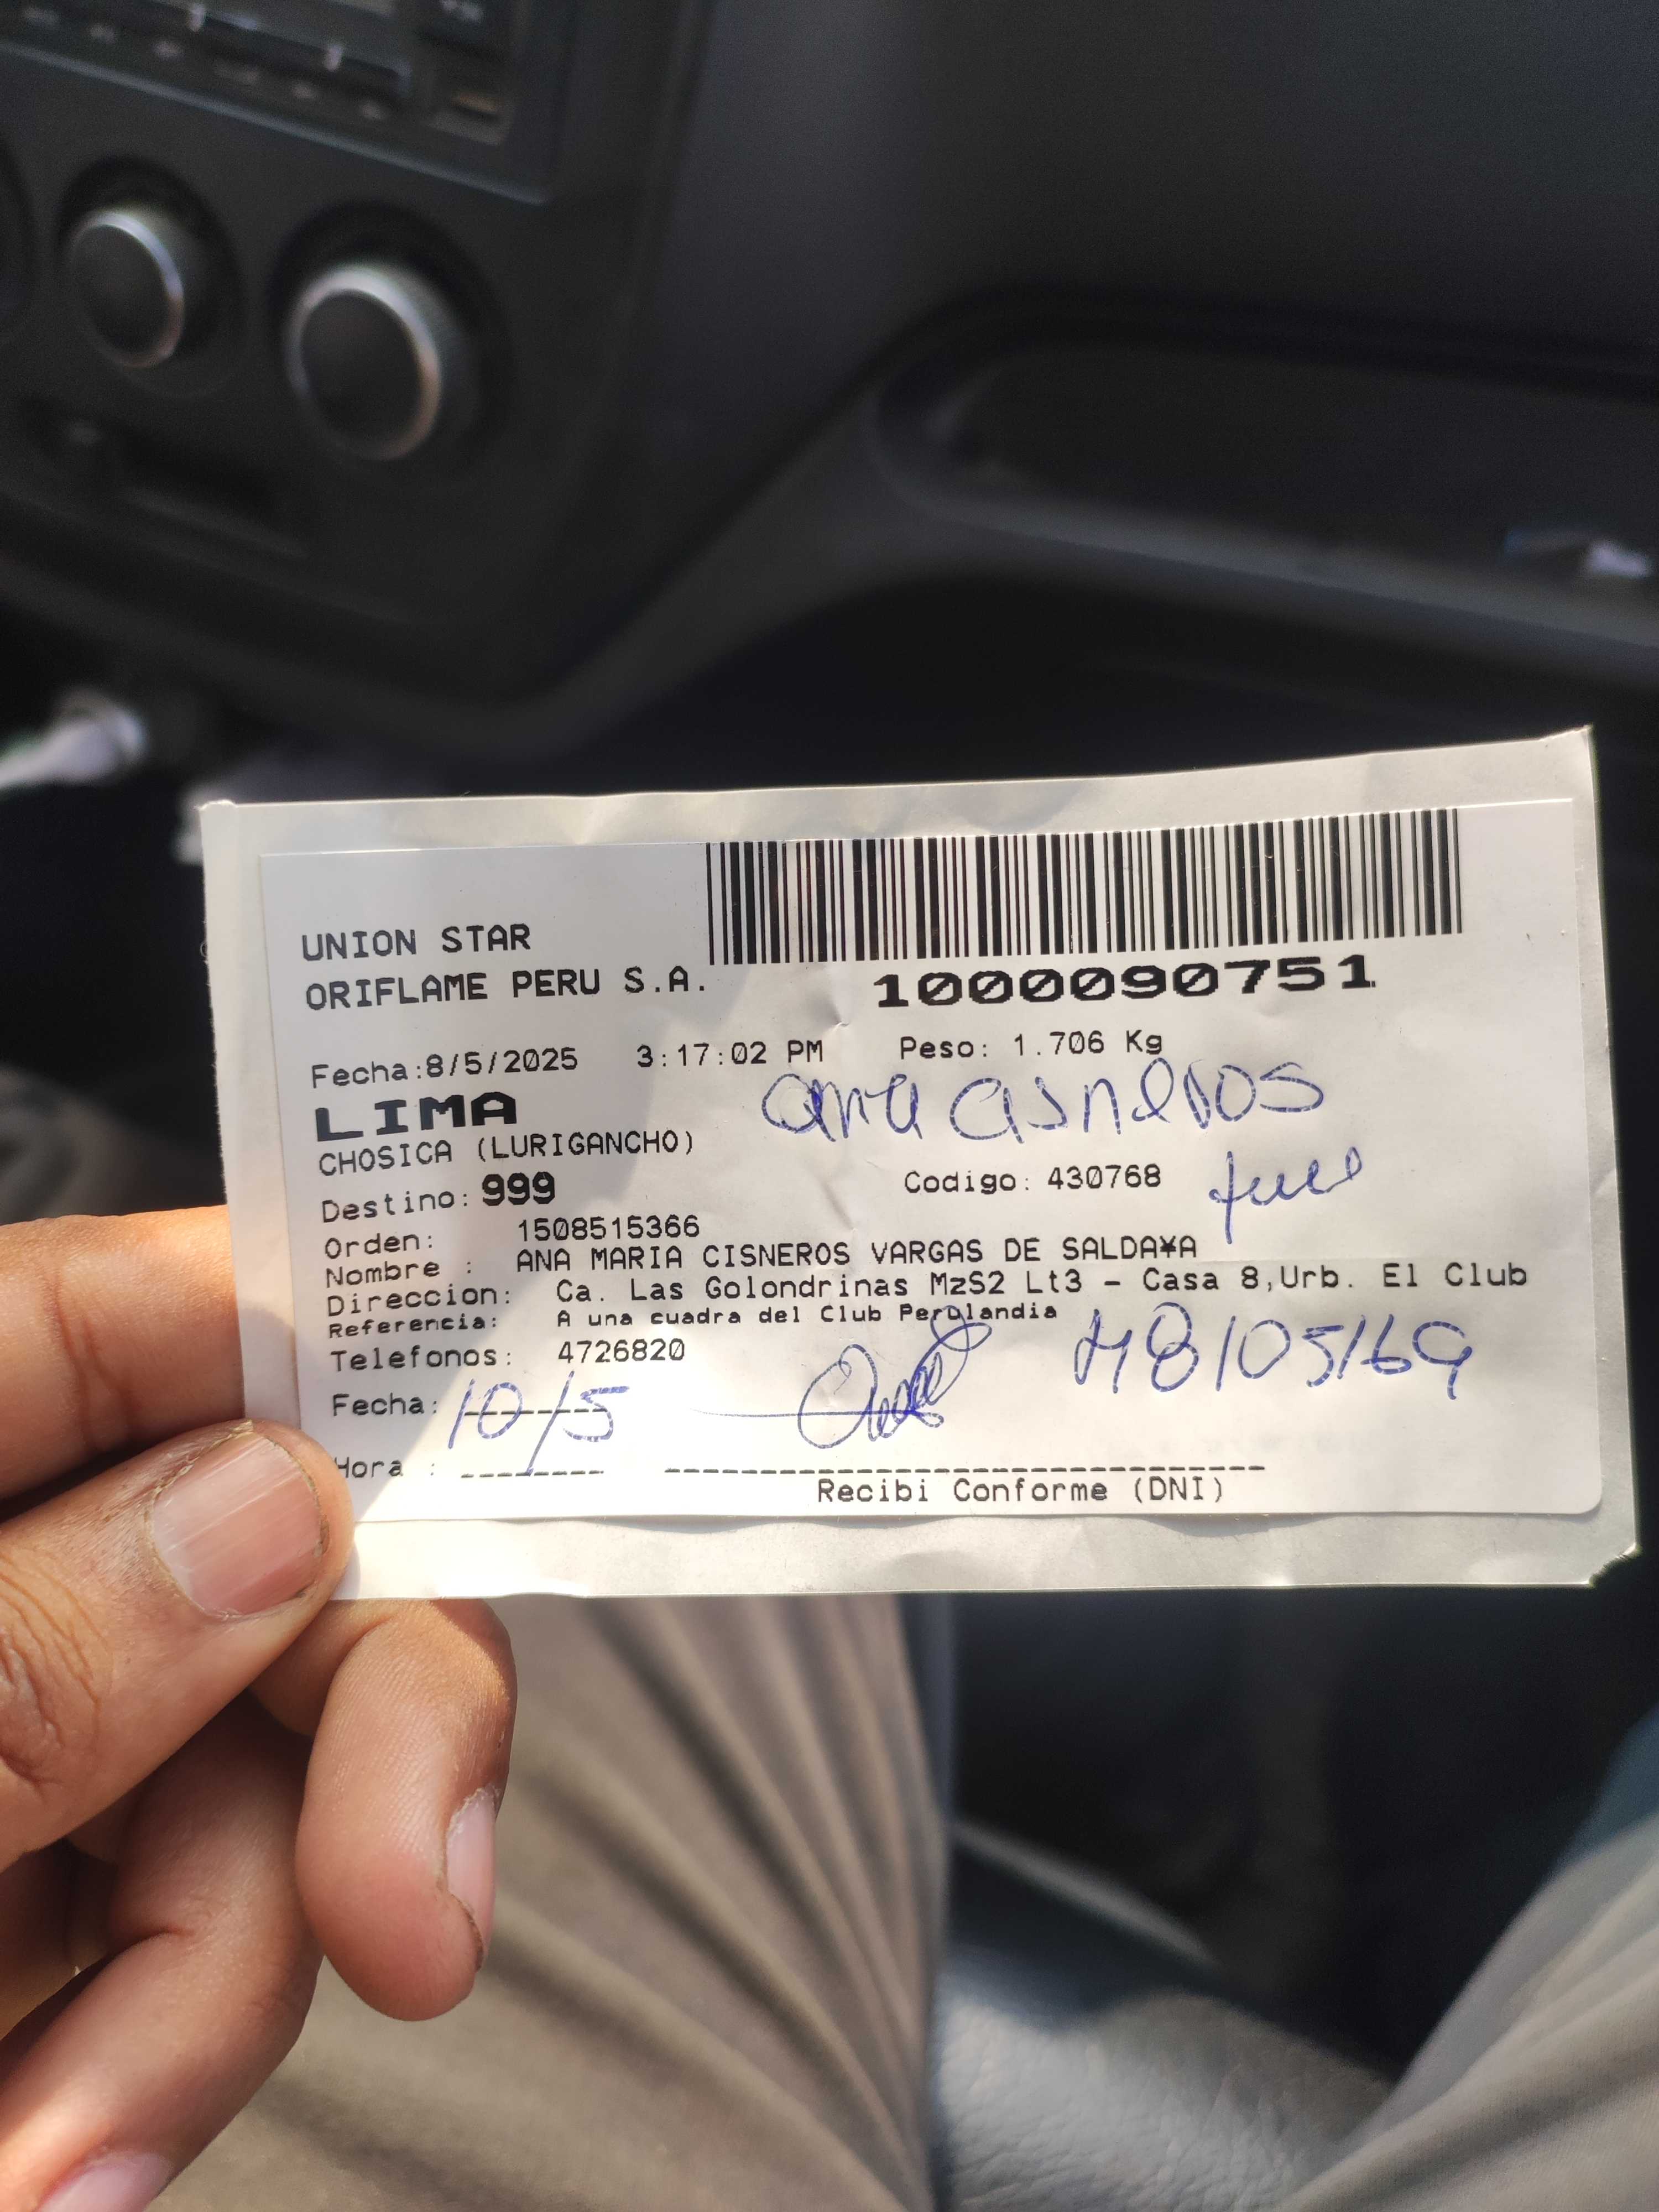 UNION STAR
ORIFLAME PERU S.A.
1000090751
Fecha:8/5/2025 3:17:02 PM Peso: 1.706 Kg
LIMA
ana cisneros
CHOSICA (LURIGANCHO)
Destino: 999 Codigo: 430768
Orden: 1508515366
Nombre : ANA MARIA CISNEROS VARGAS DE SALDA¥A
Direccion: Ca. Las Golondrinas MzS2 Lt3 - Casa 8,Urb. El Club
Referencia: A una cuadra del Club Perulandia
Telefonos: 4726820
Fecha: 10/5
Hora :
Recibi Conforme (DNI)